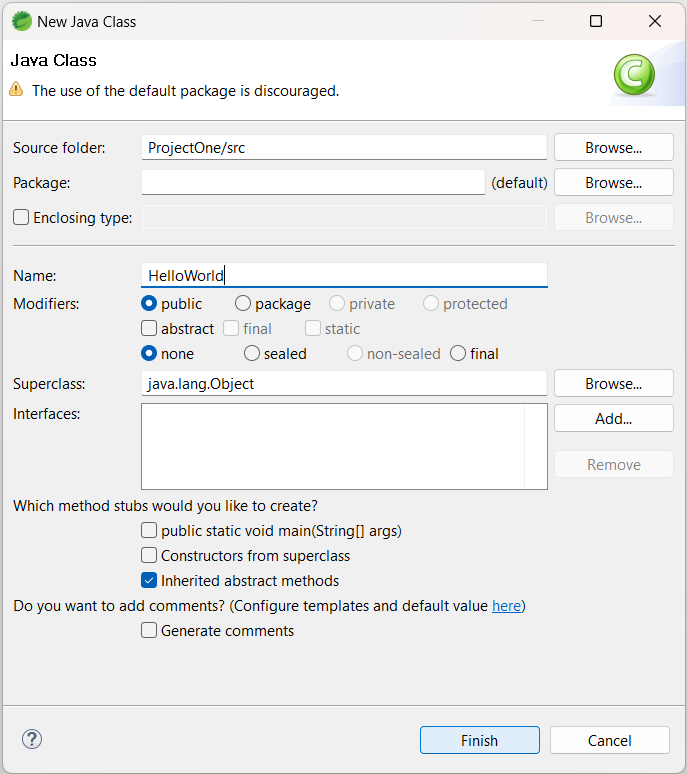 New Java Class
Java Class
The use of the default package is discouraged.
Source folder: ProjectOne/src Browse...
Package: (default) Browse...
Enclosing type: Browse...
Name: HelloWorld
Modifiers: public package private protected
abstract final static
none sealed non-sealed final
Superclass: java.lang.Object Browse...
Interfaces: Add...
Remove
Which method stubs would you like to create?
public static void main(String[] args)
Constructors from superclass
Inherited abstract methods
Do you want to add comments? (Configure templates and default value here)
Generate comments
? Finish Cancel